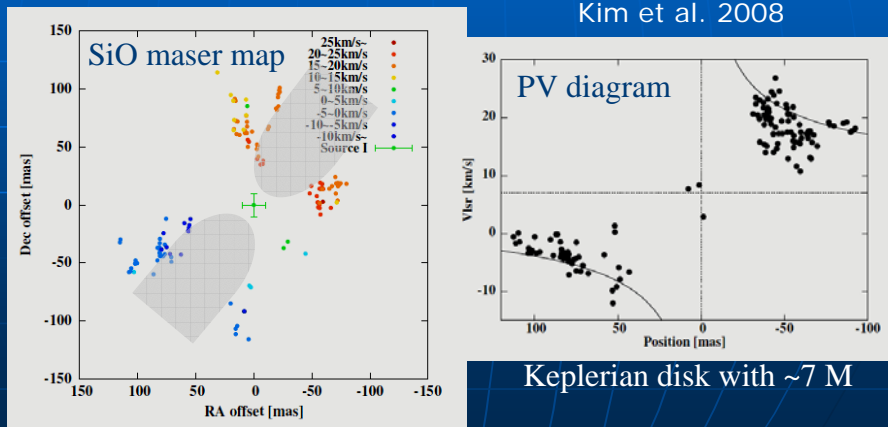 Kim et al. 2008
SiO maser map
25km/s~
20~25km/s
15~20km/s
10~15km/s
5~10km/s
0~5km/s
-5~0km/s
-10~-5km/s
-10km/s~
Source I
150
100
50
0
-50
-100
-150
Dec offset [mas]
150
100
50
0
-50
-100
-150
RA offset [mas]
PV diagram
30
20
10
0
-10
Vlsr [km/s]
100
50
0
-50
-100
Position [mas]
Keplerian disk with ~7 M